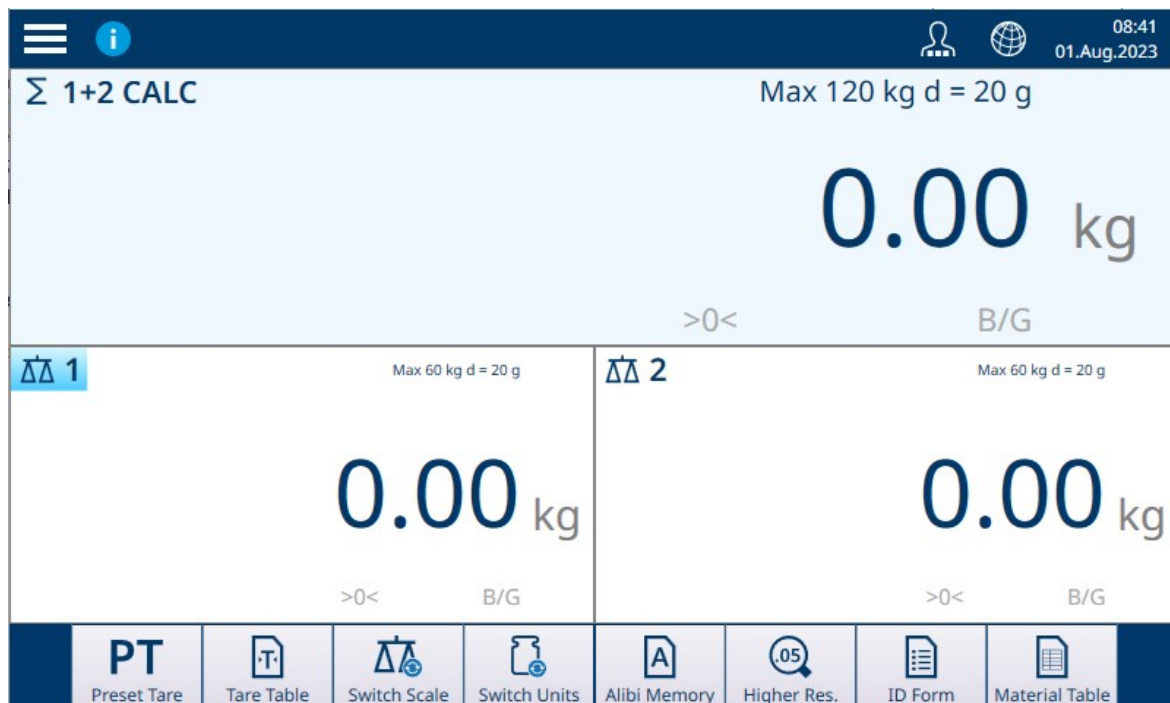 i
08:41
01.Aug.2023
Σ 1+2 CALC
Max 120 kg d = 20 g
0.00 kg
>0<
B/G
1
Max 60 kg d = 20 g
0.00 kg
>0<
B/G
2
Max 60 kg d = 20 g
0.00 kg
>0<
B/G
PT
Preset Tare
T
Tare Table
Switch Scale
Switch Units
A
Alibi Memory
.05
Higher Res.
ID Form
Material Table